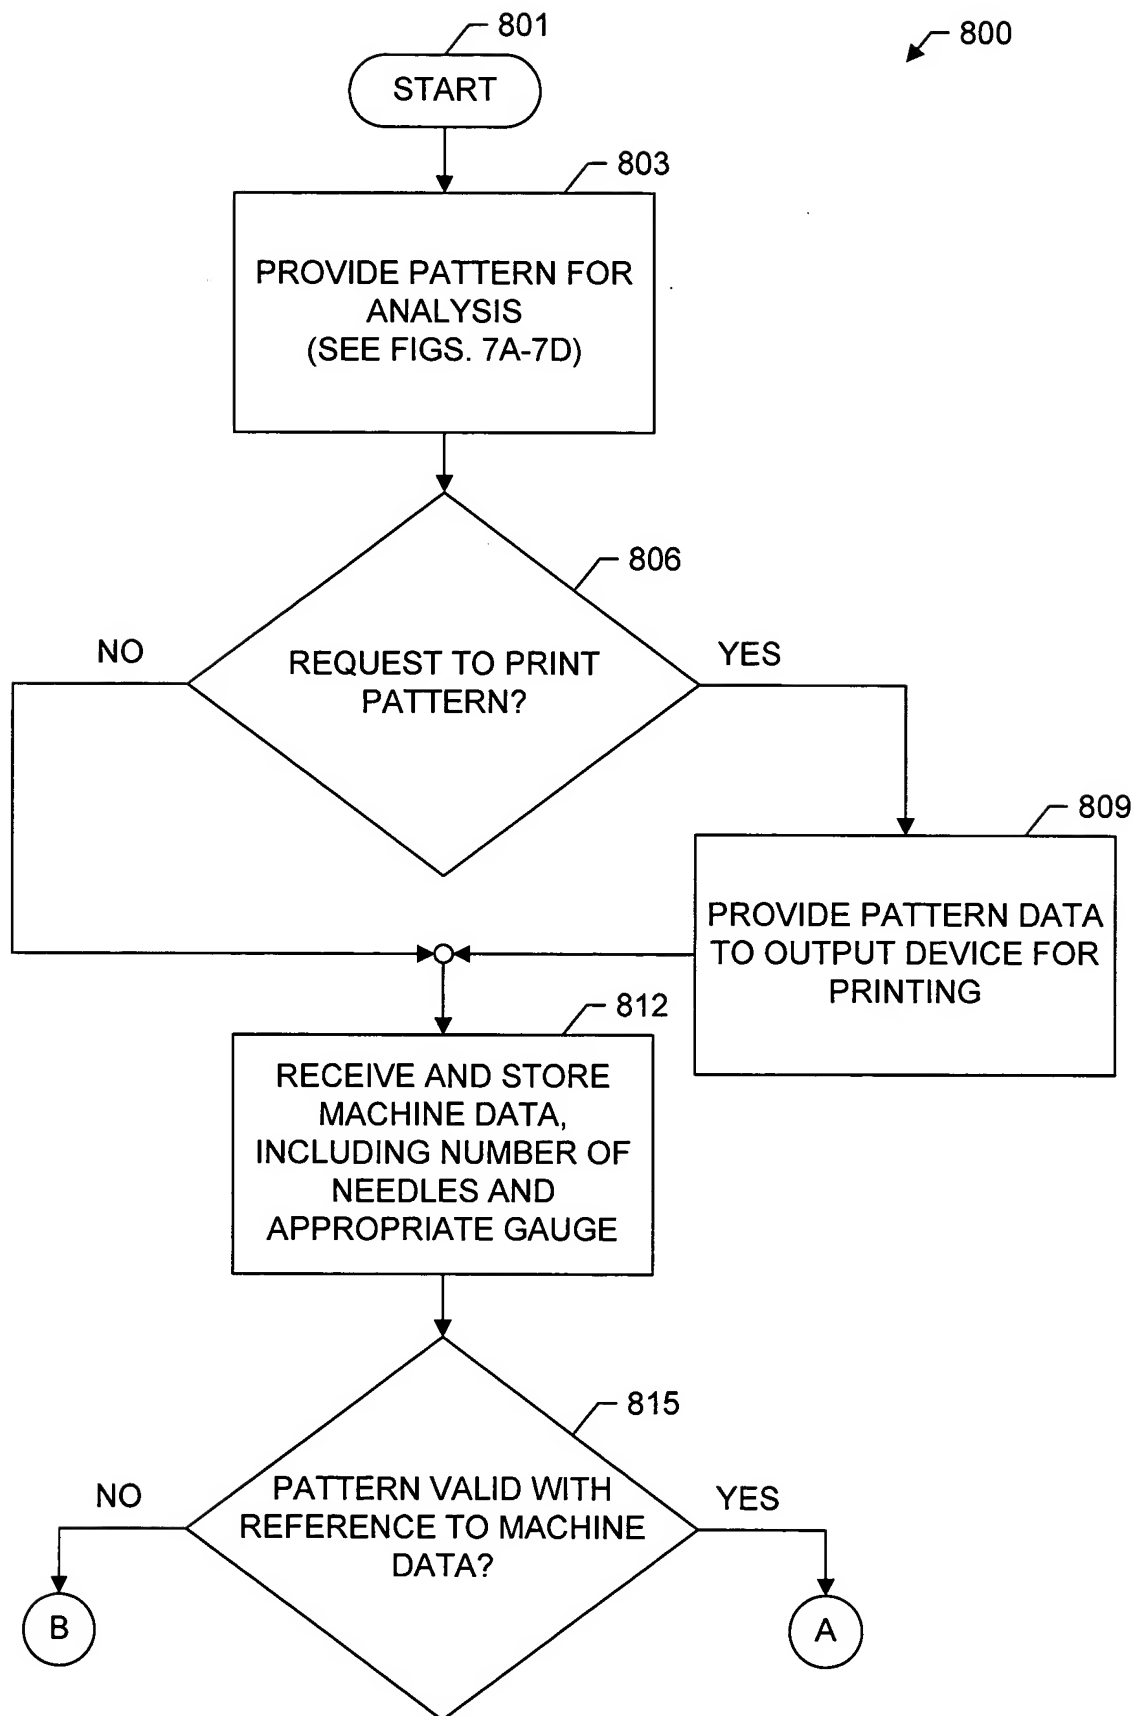 801
800
START
803
PROVIDE PATTERN FOR
ANALYSIS
(SEE FIGS. 7A-7D)
806
NO
YES
REQUEST TO PRINT
PATTERN?
809
PROVIDE PATTERN DATA
TO OUTPUT DEVICE FOR
PRINTING
812
RECEIVE AND STORE
MACHINE DATA,
INCLUDING NUMBER OF
NEEDLES AND
APPROPRIATE GAUGE
815
NO
YES
PATTERN VALID WITH
REFERENCE TO MACHINE
DATA?
B
A